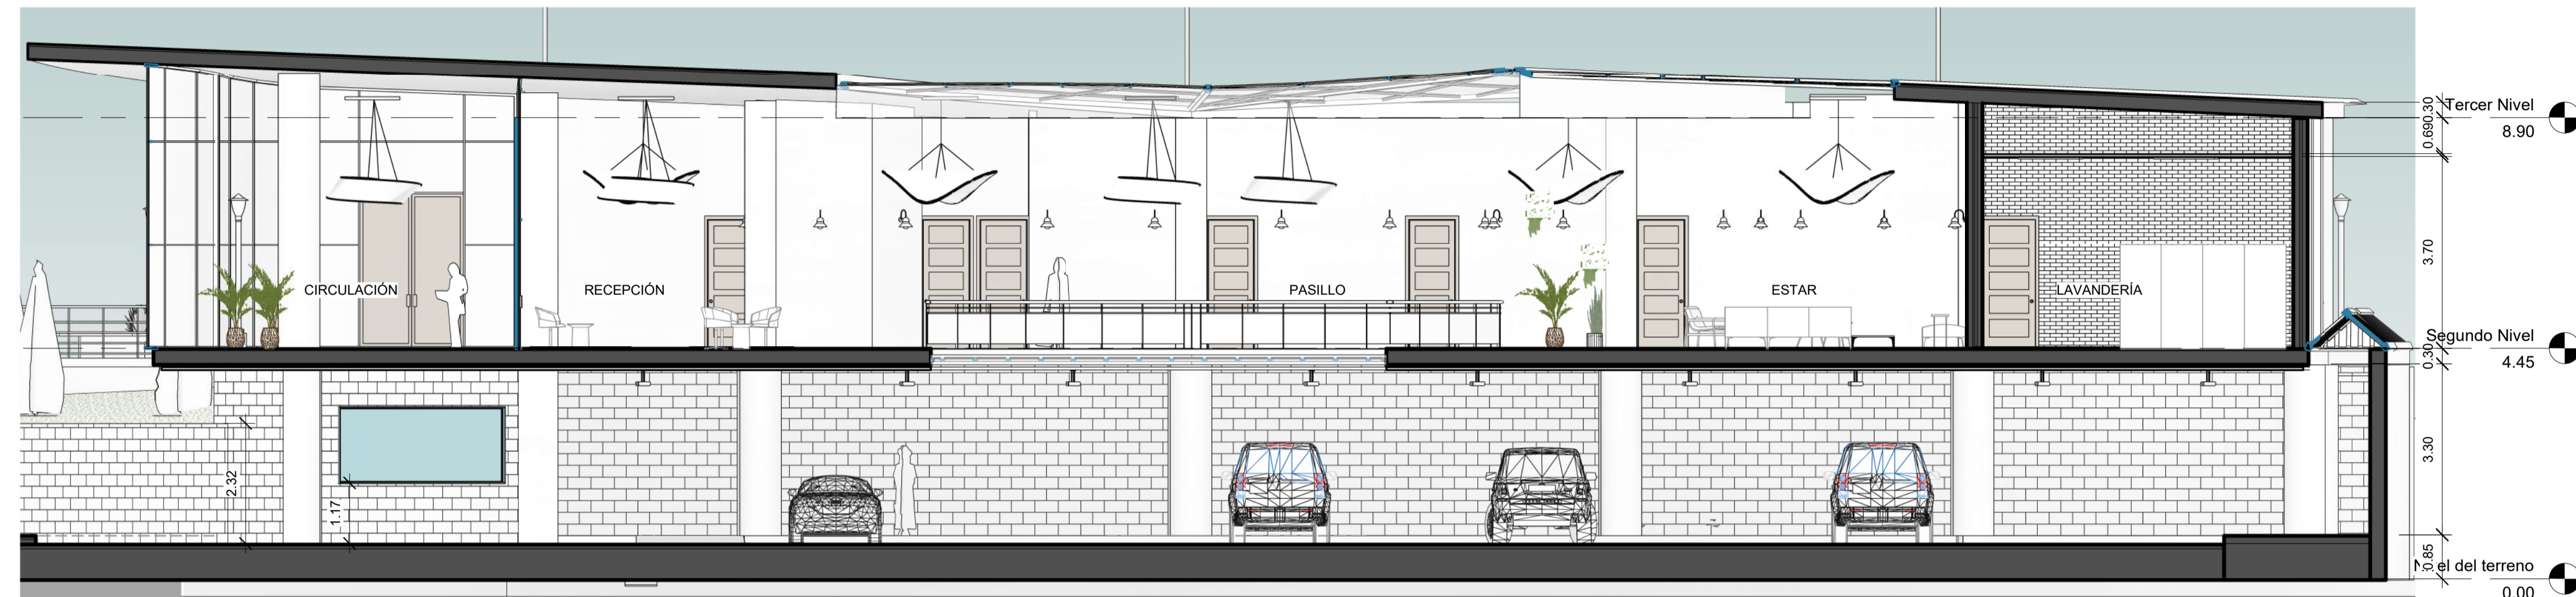 0.30
Tercer Nivel
8.90
0.69
3.70
CIRCULACIÓN
RECEPCIÓN
PASILLO
ESTAR
LAVANDERÍA
Segundo Nivel
4.45
0.30
3.30
2.32
1.17
0.85
el del terreno
0.00